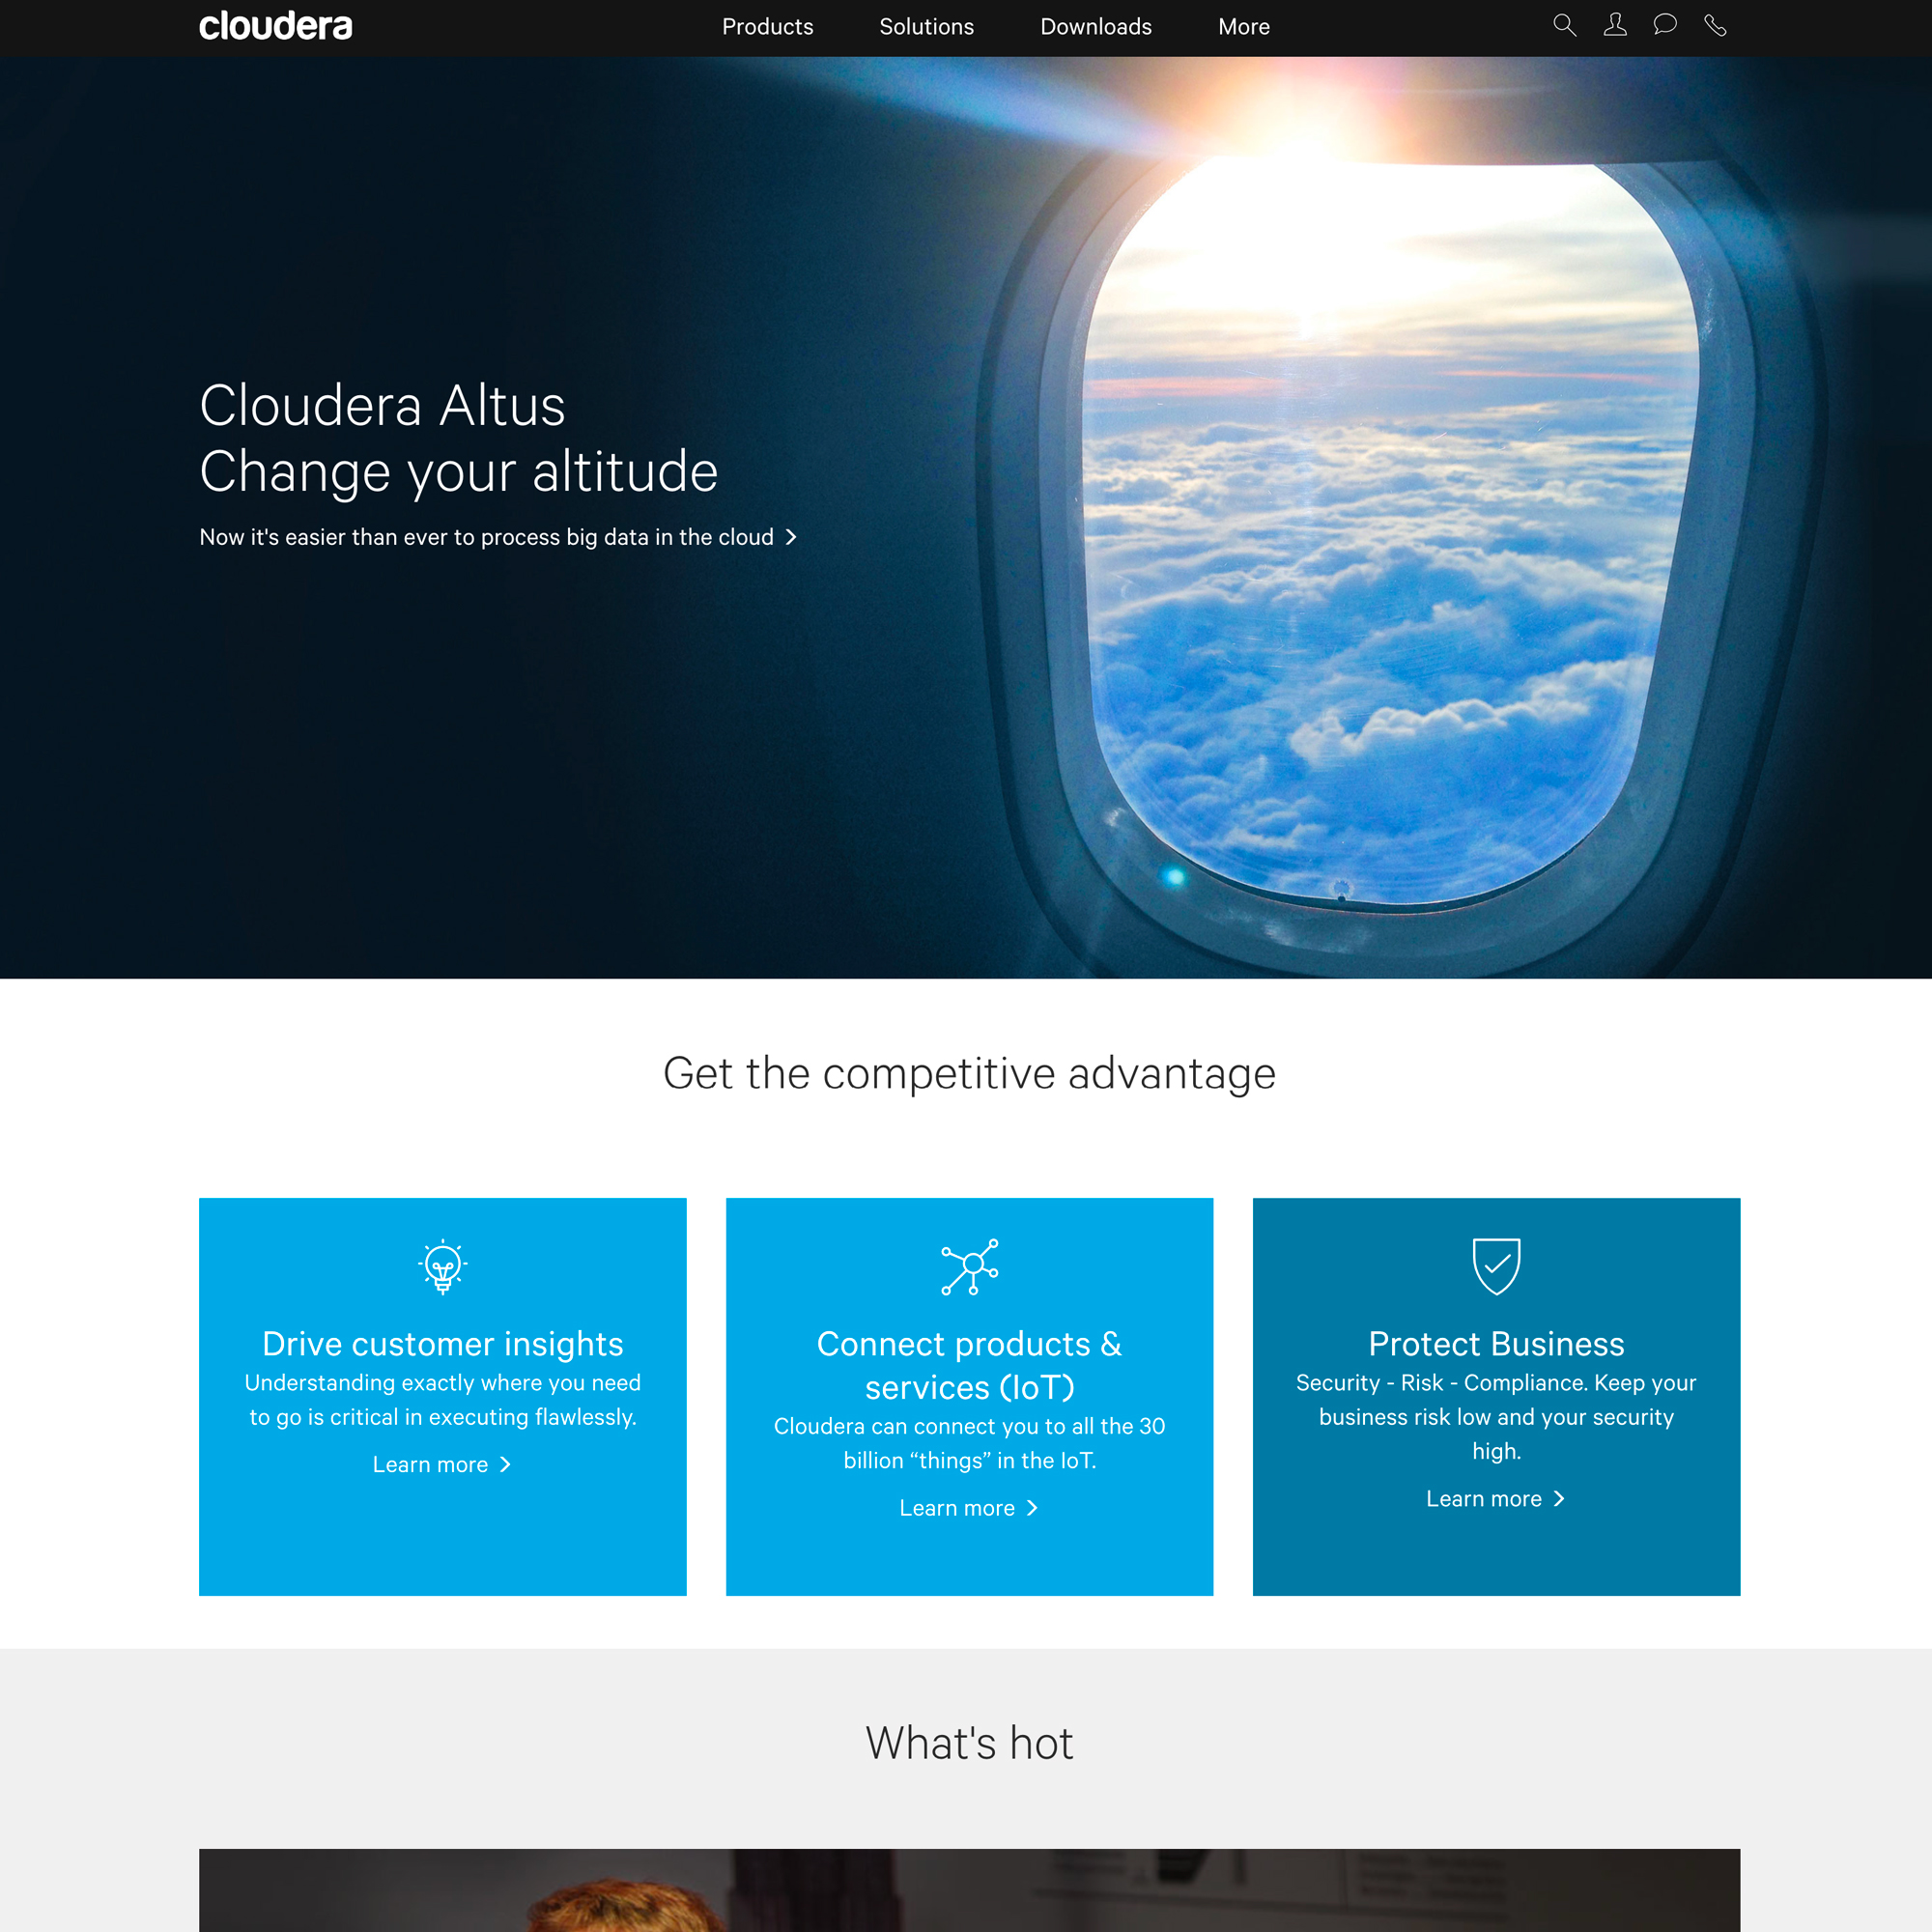 cloudera
Products Solutions Downloads More
Cloudera Altus
Change your altitude
Now it's easier than ever to process big data in the cloud
Get the competitive advantage
Drive customer insights
Understanding exactly where you need
to go is critical in executing flawlessly.
Learn more
Connect products &
services (IoT)
Cloudera can connect you to all the 30
billion “things” in the IoT.
Learn more
Protect Business
Security - Risk - Compliance. Keep your
business risk low and your security
high.
Learn more
What's hot